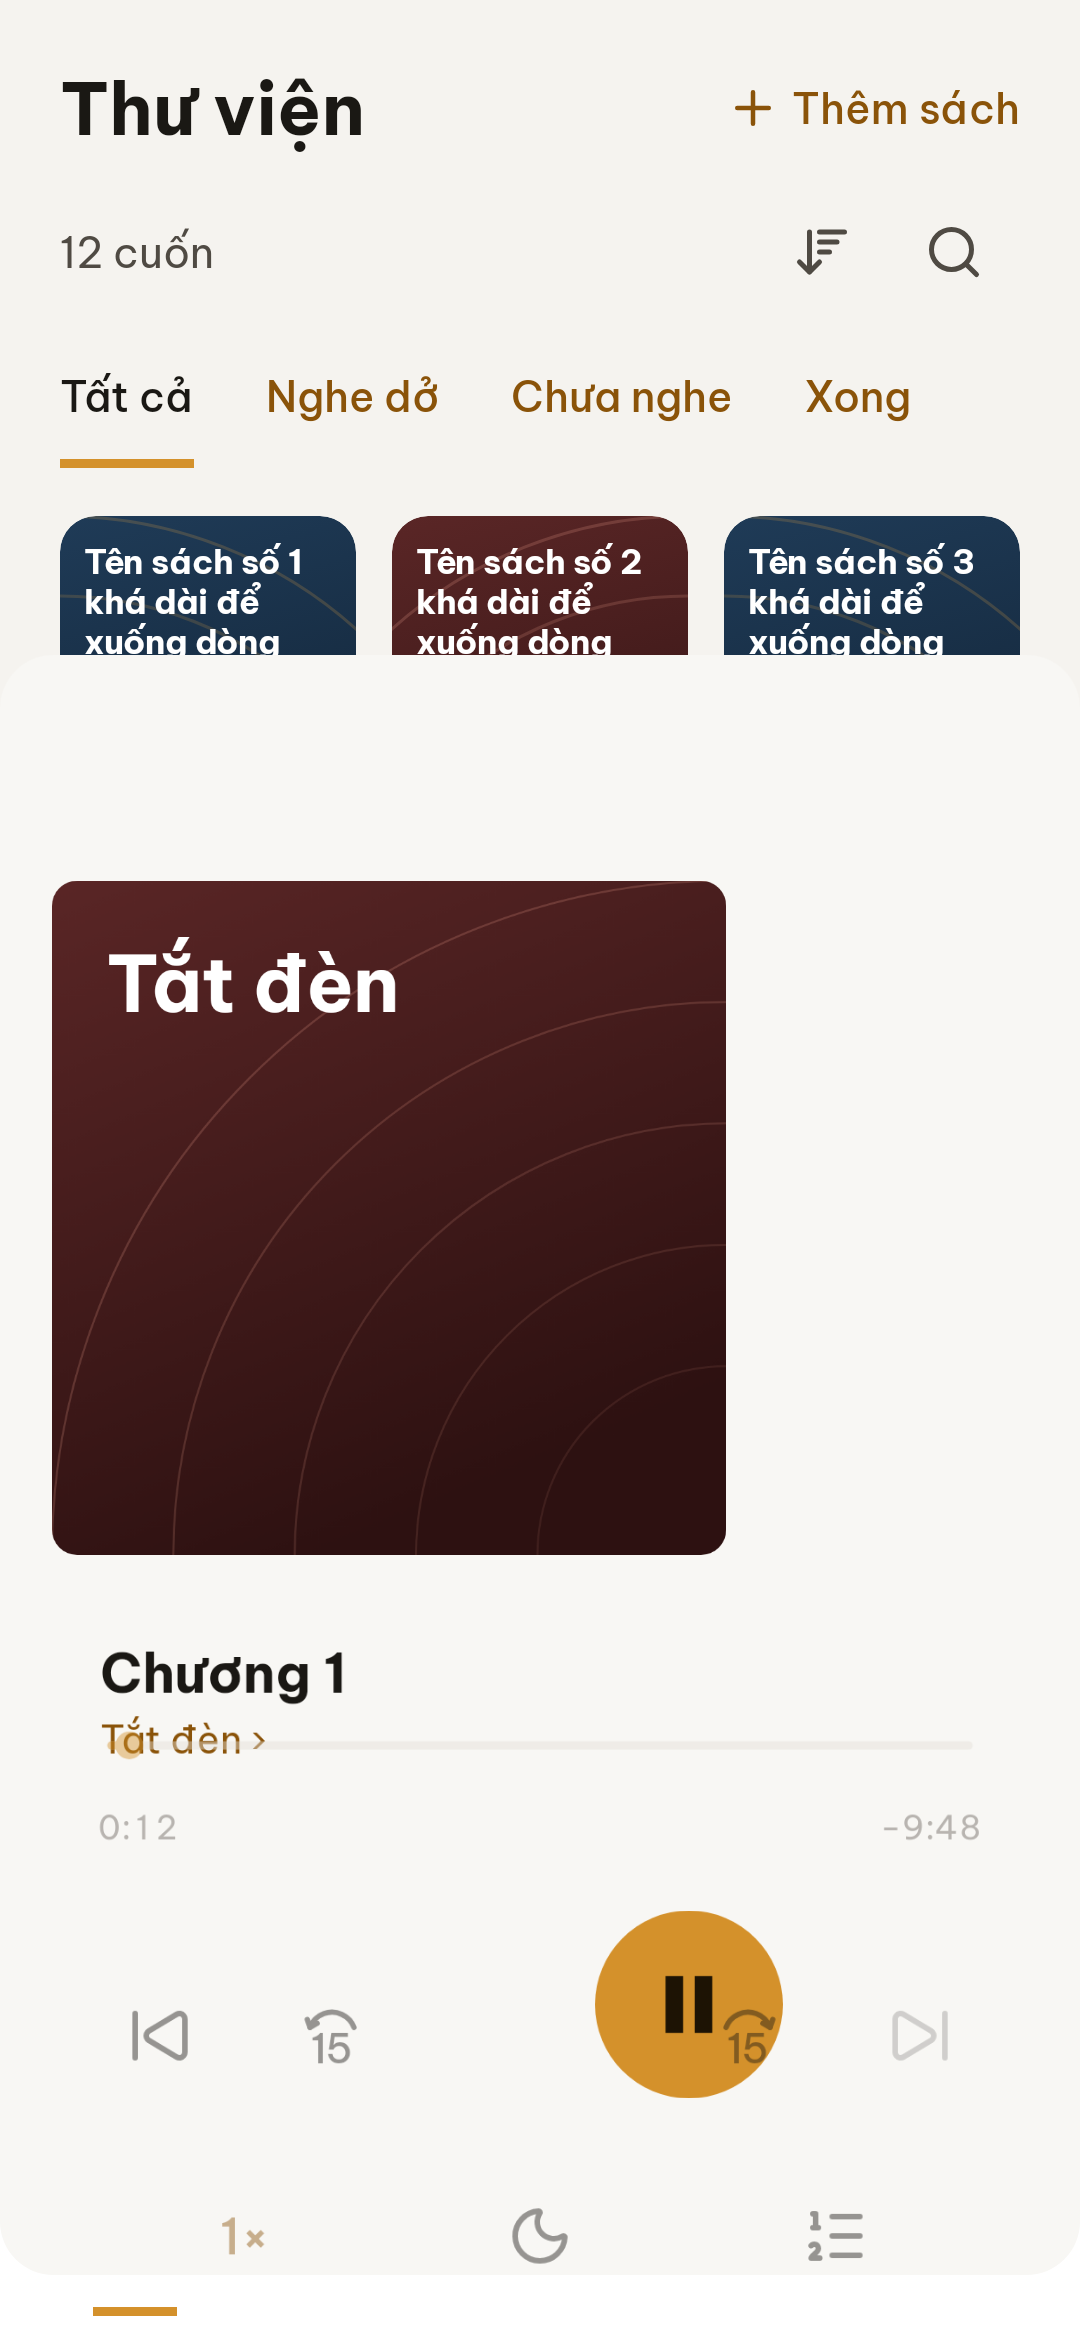 Thư viện
+ Thêm sách
12 cuốn
Tất cả Nghe dở Chưa nghe Xong
Tên sách số 1
khá dài để
xuống dòng
Tên sách số 2
khá dài để
xuống dòng
Tên sách số 3
khá dài để
xuống dòng
Tắt đèn
Chương 1
Tắt đèn ›
0:12 -9:48
15 15
1×